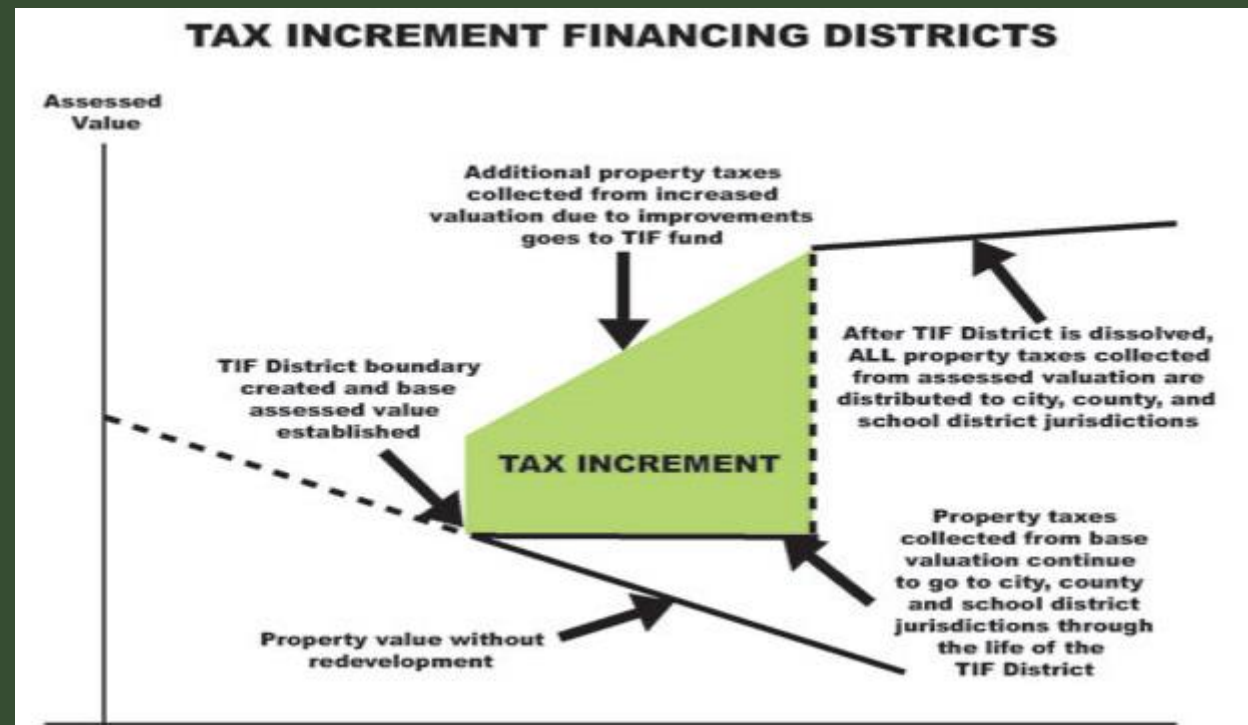 TAX INCREMENT FINANCING DISTRICTS
Assessed
Value
Additional property taxes
collected from increased
valuation due to improvements
goes to TIF fund
TIF District boundary
created and base
assessed value
established
TAX INCREMENT
After TIF District is dissolved,
ALL property taxes collected
from assessed valuation are
distributed to city, county, and
school district jurisdictions
Property value without
redevelopment
Property taxes
collected from base
valuation continue
to go to city, county
and school district
jurisdictions through
the life of the
TIF District